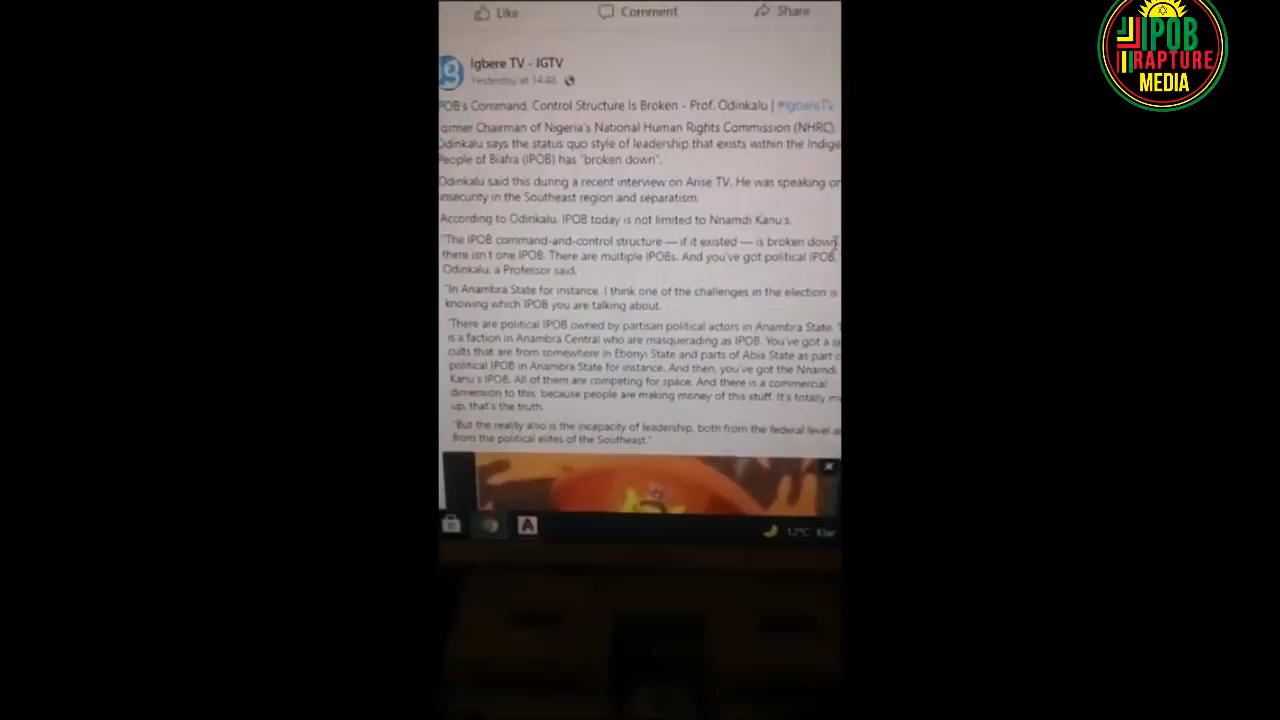 Like Comment Share
Igbere TV - IGTV
Yesterday at 14:48
POB's Command, Control Structure Is Broken - Prof. Odinkalu | #IgbereTV
ormer Chairman of Nigeria's National Human Rights Commission (NHRC),
Odinkalu says the status quo style of leadership that exists within the Indige
People of Biafra (IPOB) has "broken down".
Odinkalu said this during a recent interview on Arise TV. He was speaking on
insecurity in the Southeast region and separatism.
According to Odinkalu, IPOB today is not limited to Nnamdi Kanu's.
"The IPOB command-and-control structure — if it existed — is broken down,
there isn't one IPOB. There are multiple IPOBs. And you've got political IPOB,
Odinkalu, a Professor said.
"In Anambra State for instance, I think one of the challenges in the election is
knowing which IPOB you are talking about.
"There are political IPOB owned by partisan political actors in Anambra State.
is a faction in Anambra Central who are masquerading as IPOB. You've got a
cults that are from somewhere in Ebonyi State and parts of Abia State as part
political IPOB in Anambra State for instance. And then, you've got the Nnamdi
Kanu's IPOB. All of them are competing for space. And there is a commercial
dimension to this, because people are making money of this stuff. It's totally
up, that's the truth.
"But the reality also is the incapacity of leadership, both from the federal level
from the political elites of the Southeast."
A
12°C Klar
IPOB
RAPTURE
MEDIA